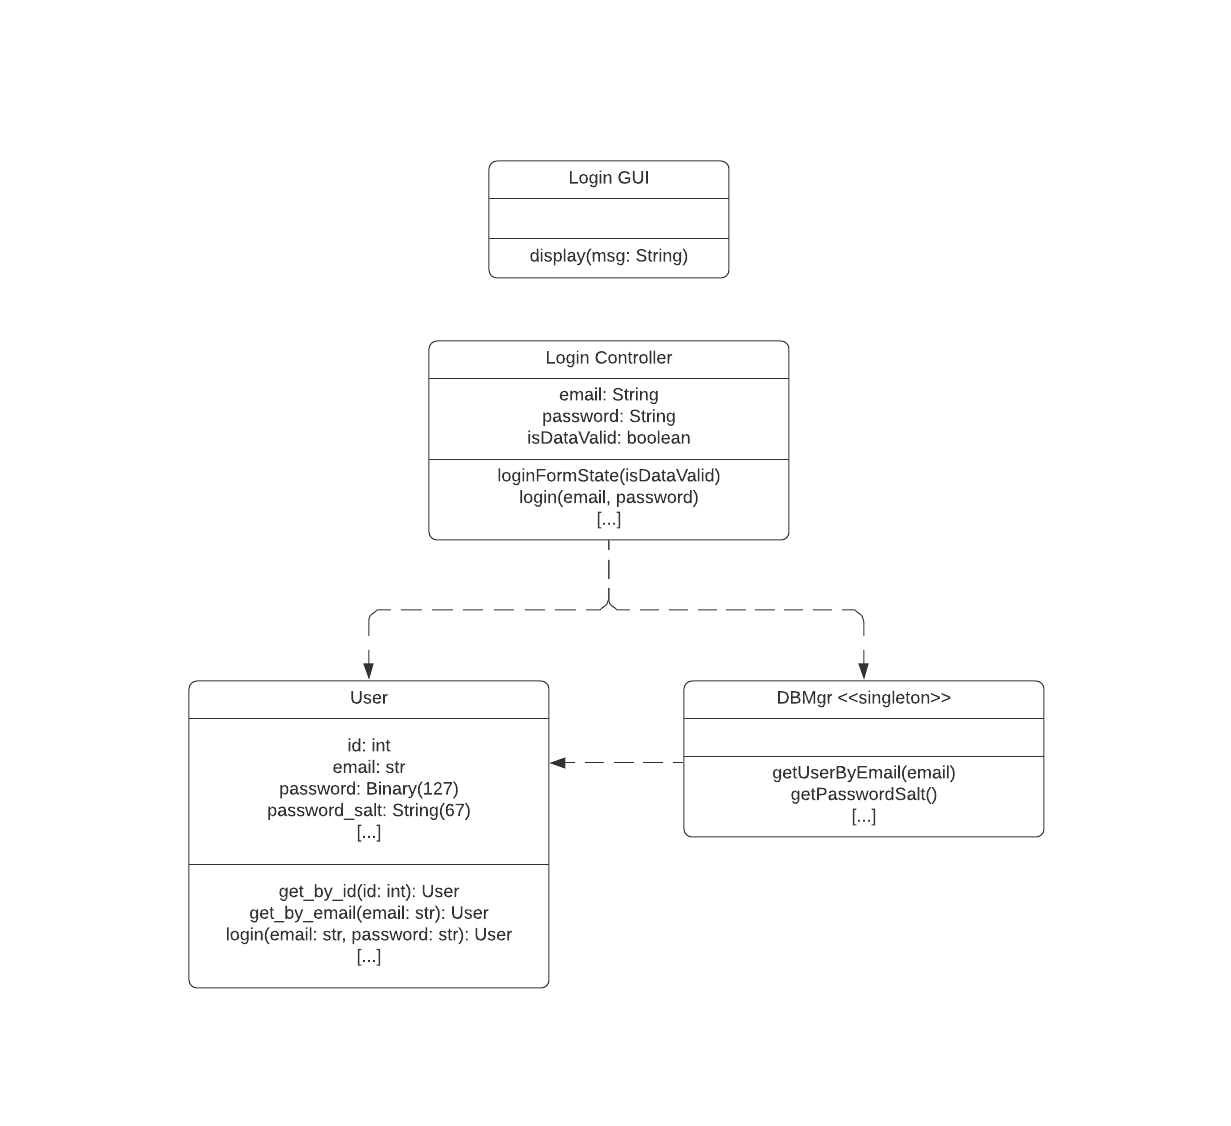 Login GUI
display(msg: String)
Login Controller
email: String
password: String
isDataValid: boolean
loginFormState(isDataValid)
login(email, password)
[...]
User
id: int
email: str
password: Binary(127)
password_salt: String(67)
[...]
get_by_id(id: int): User
get_by_email(email: str): User
login(email: str, password: str): User
[...]
DBMgr <<singleton>>
getUserByEmail(email)
getPasswordSalt()
[...]